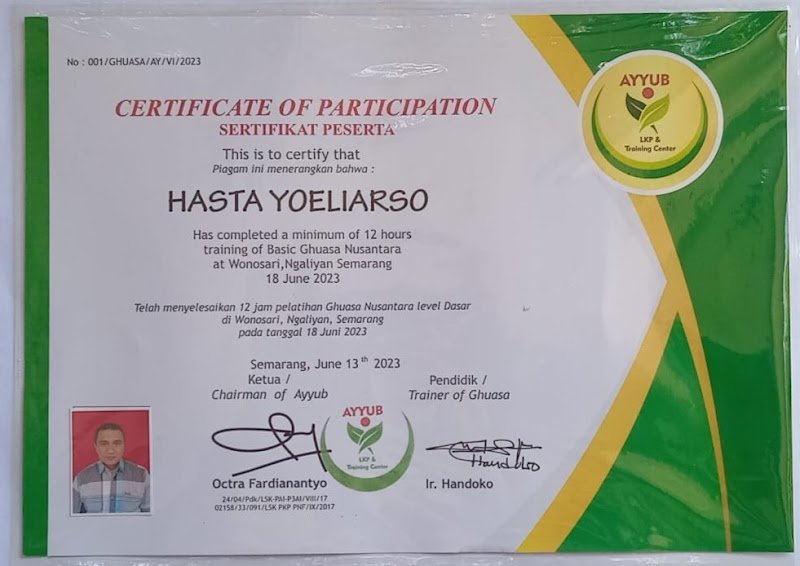 No : 001/GHUASA/AY/VI/2023
AYYUB
LKP &
Training Center
CERTIFICATE OF PARTICIPATION
SERTIFIKAT PESERTA
This is to certify that
Piagam ini menerangkan bahwa :
HASTA YOELIARSO
Has completed a minimum of 12 hours
training of Basic Ghuasa Nusantara
at Wonosari,Ngaliyan Semarang
18 June 2023
Telah menyelesaikan 12 jam pelatihan Ghuasa Nusantara level Dasar
di Wonosari, Ngaliyan, Semarang
pada tanggal 18 Juni 2023
Semarang, June 13th 2023
Ketua /
Chairman of Ayyub
Pendidik /
Trainer of Ghuasa
AYYUB
LKP &
Training Center
Handoko
Octra Fardianantyo
Ir. Handoko
24/04/Pdk/LSK-PAI-P3AI/VIII/17
02158/33/091/LSK PKP PNF/IX/2017